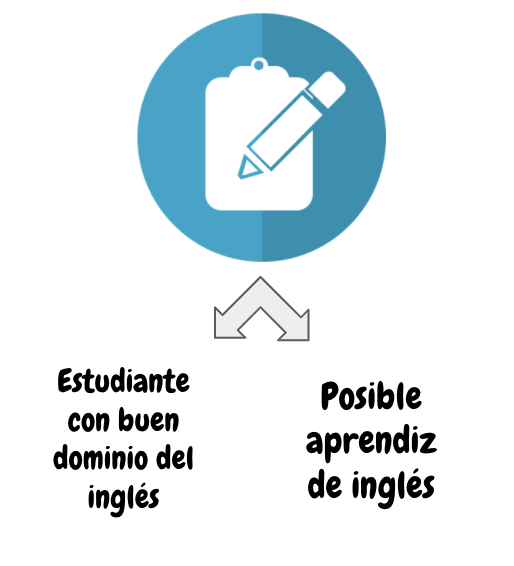 Estudiante
con buen
dominio del
inglés
Posible
aprendiz
de inglés